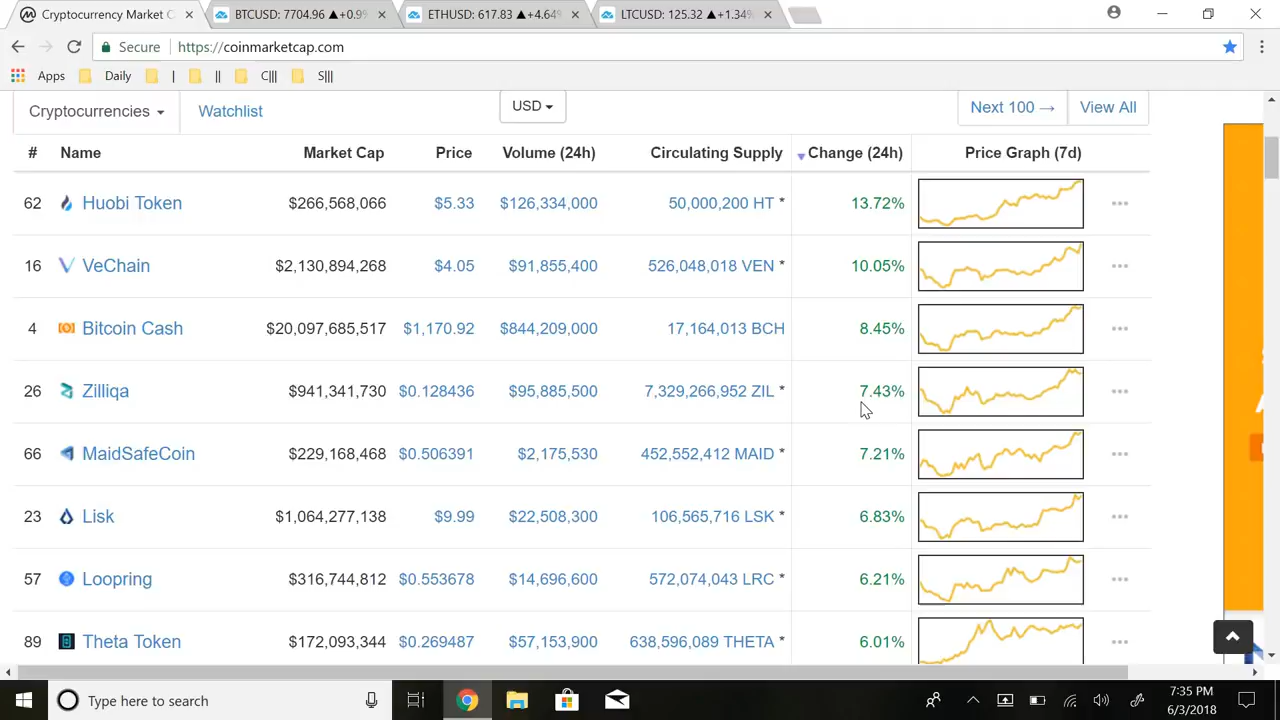 Cryptocurrency Market C
BTCUSD: 7704.96 ▲+0.9%
ETHUSD: 617.83 ▲+4.64%
LTCUSD: 125.32 ▲+1.34%
Secure | https://coinmarketcap.com
Apps Daily | || C||| S|||
Cryptocurrencies Watchlist USD Next 100 → View All
# Name Market Cap Price Volume (24h) Circulating Supply Change (24h) Price Graph (7d)
62 Huobi Token $266,568,066 $5.33 $126,334,000 50,000,200 HT * 13.72%
16 VeChain $2,130,894,268 $4.05 $91,855,400 526,048,018 VEN * 10.05%
4 Bitcoin Cash $20,097,685,517 $1,170.92 $844,209,000 17,164,013 BCH 8.45%
26 Zilliqa $941,341,730 $0.128436 $95,885,500 7,329,266,952 ZIL * 7.43%
66 MaidSafeCoin $229,168,468 $0.506391 $2,175,530 452,552,412 MAID * 7.21%
23 Lisk $1,064,277,138 $9.99 $22,508,300 106,565,716 LSK * 6.83%
57 Loopring $316,744,812 $0.553678 $14,696,600 572,074,043 LRC * 6.21%
89 Theta Token $172,093,344 $0.269487 $57,153,900 638,596,089 THETA * 6.01%
Type here to search
7:35 PM
6/3/2018